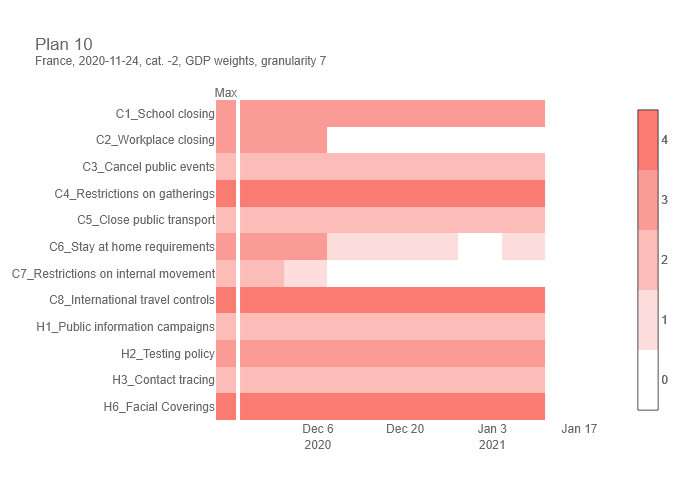 Plan 10
France, 2020-11-24, cat. -2, GDP weights, granularity 7
Max
C1_School closing
C2_Workplace closing
C3_Cancel public events
C4_Restrictions on gatherings
C5_Close public transport
C6_Stay at home requirements
C7_Restrictions on internal movement
C8_International travel controls
H1_Public information campaigns
H2_Testing policy
H3_Contact tracing
H6_Facial Coverings
Dec 6 Dec 20 Jan 3 Jan 17
2020 2021
4
3
2
1
0